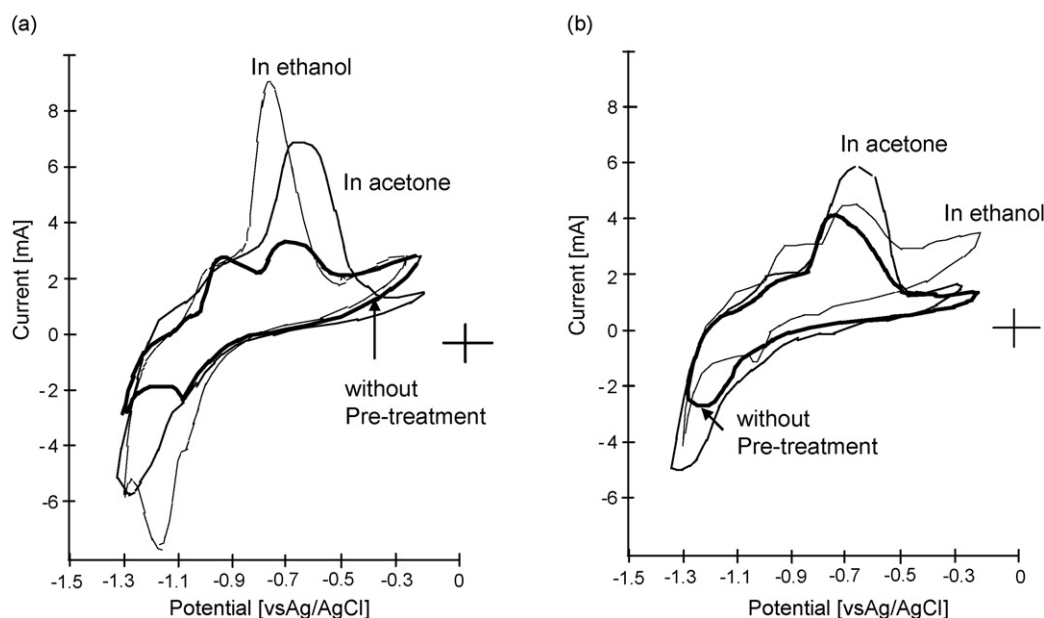 (a)
In ethanol
In acetone
without
Pre-treatment
Current [mA]
8
6
4
2
0
-2
-4
-6
-1.5
-1.3
-1.1
-0.9
-0.7
-0.5
-0.3
0
Potential [vsAg/AgCl]
(b)
In acetone
In ethanol
without
Pre-treatment
Current [mA]
8
6
4
2
0
-2
-4
-6
-1.5
-1.3
-1.1
-0.9
-0.7
-0.5
-0.3
0
Potential [vsAg/AgCl]